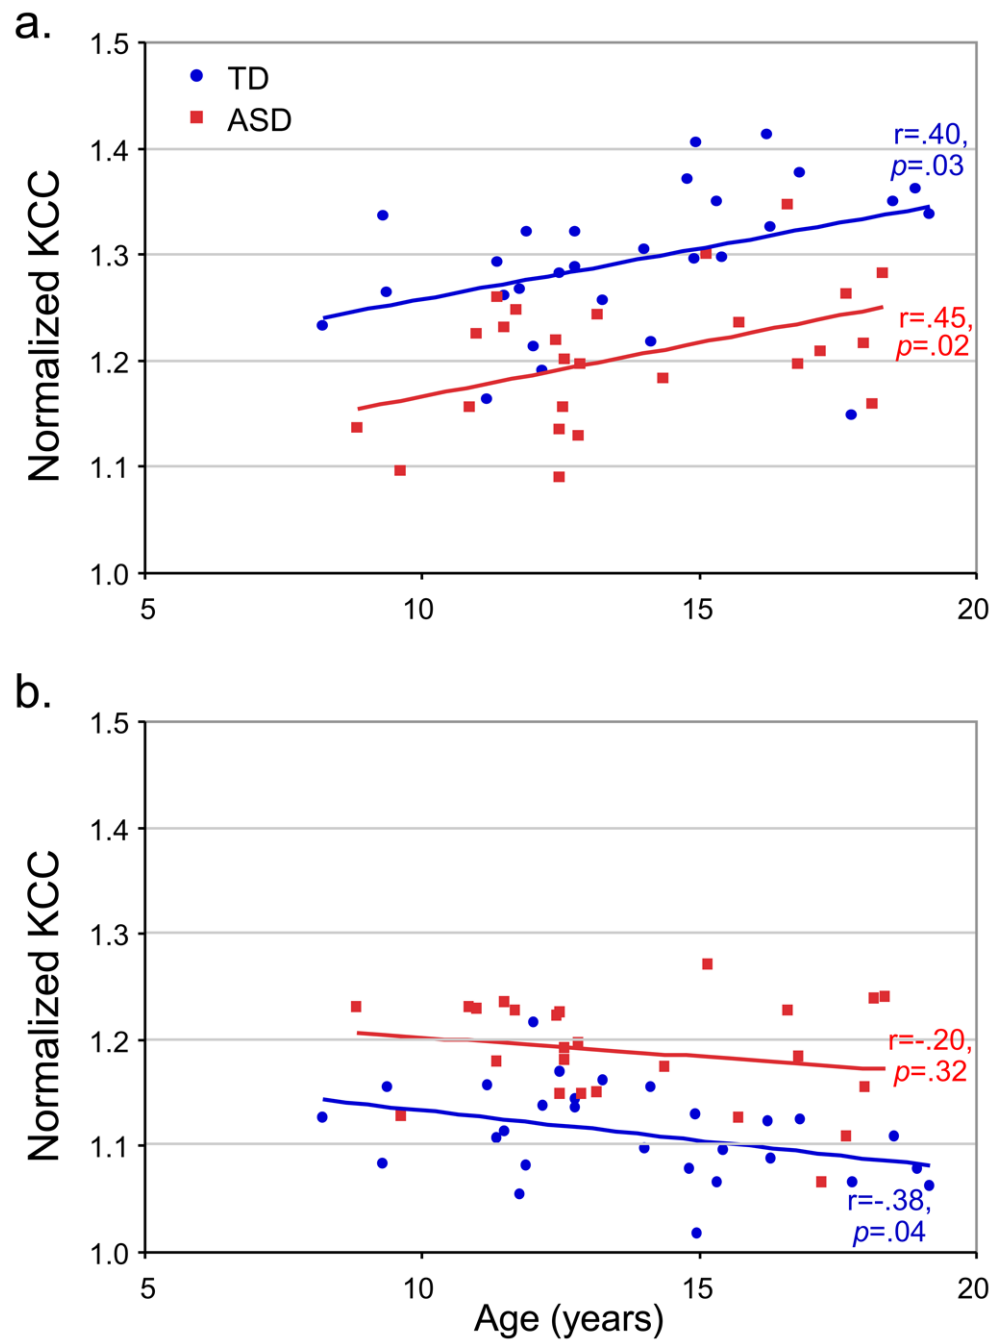 a.
1.5
TD
ASD
1.4
r=.40,
p=.03
1.3
r=.45,
p=.02
1.2
1.1
1.0
Normalized KCC
5 10 15 20
b.
1.5
1.4
1.3
1.2
r=-.20,
p=.32
1.1
r=-.38,
p=.04
1.0
Normalized KCC
5 10 15 20
Age (years)